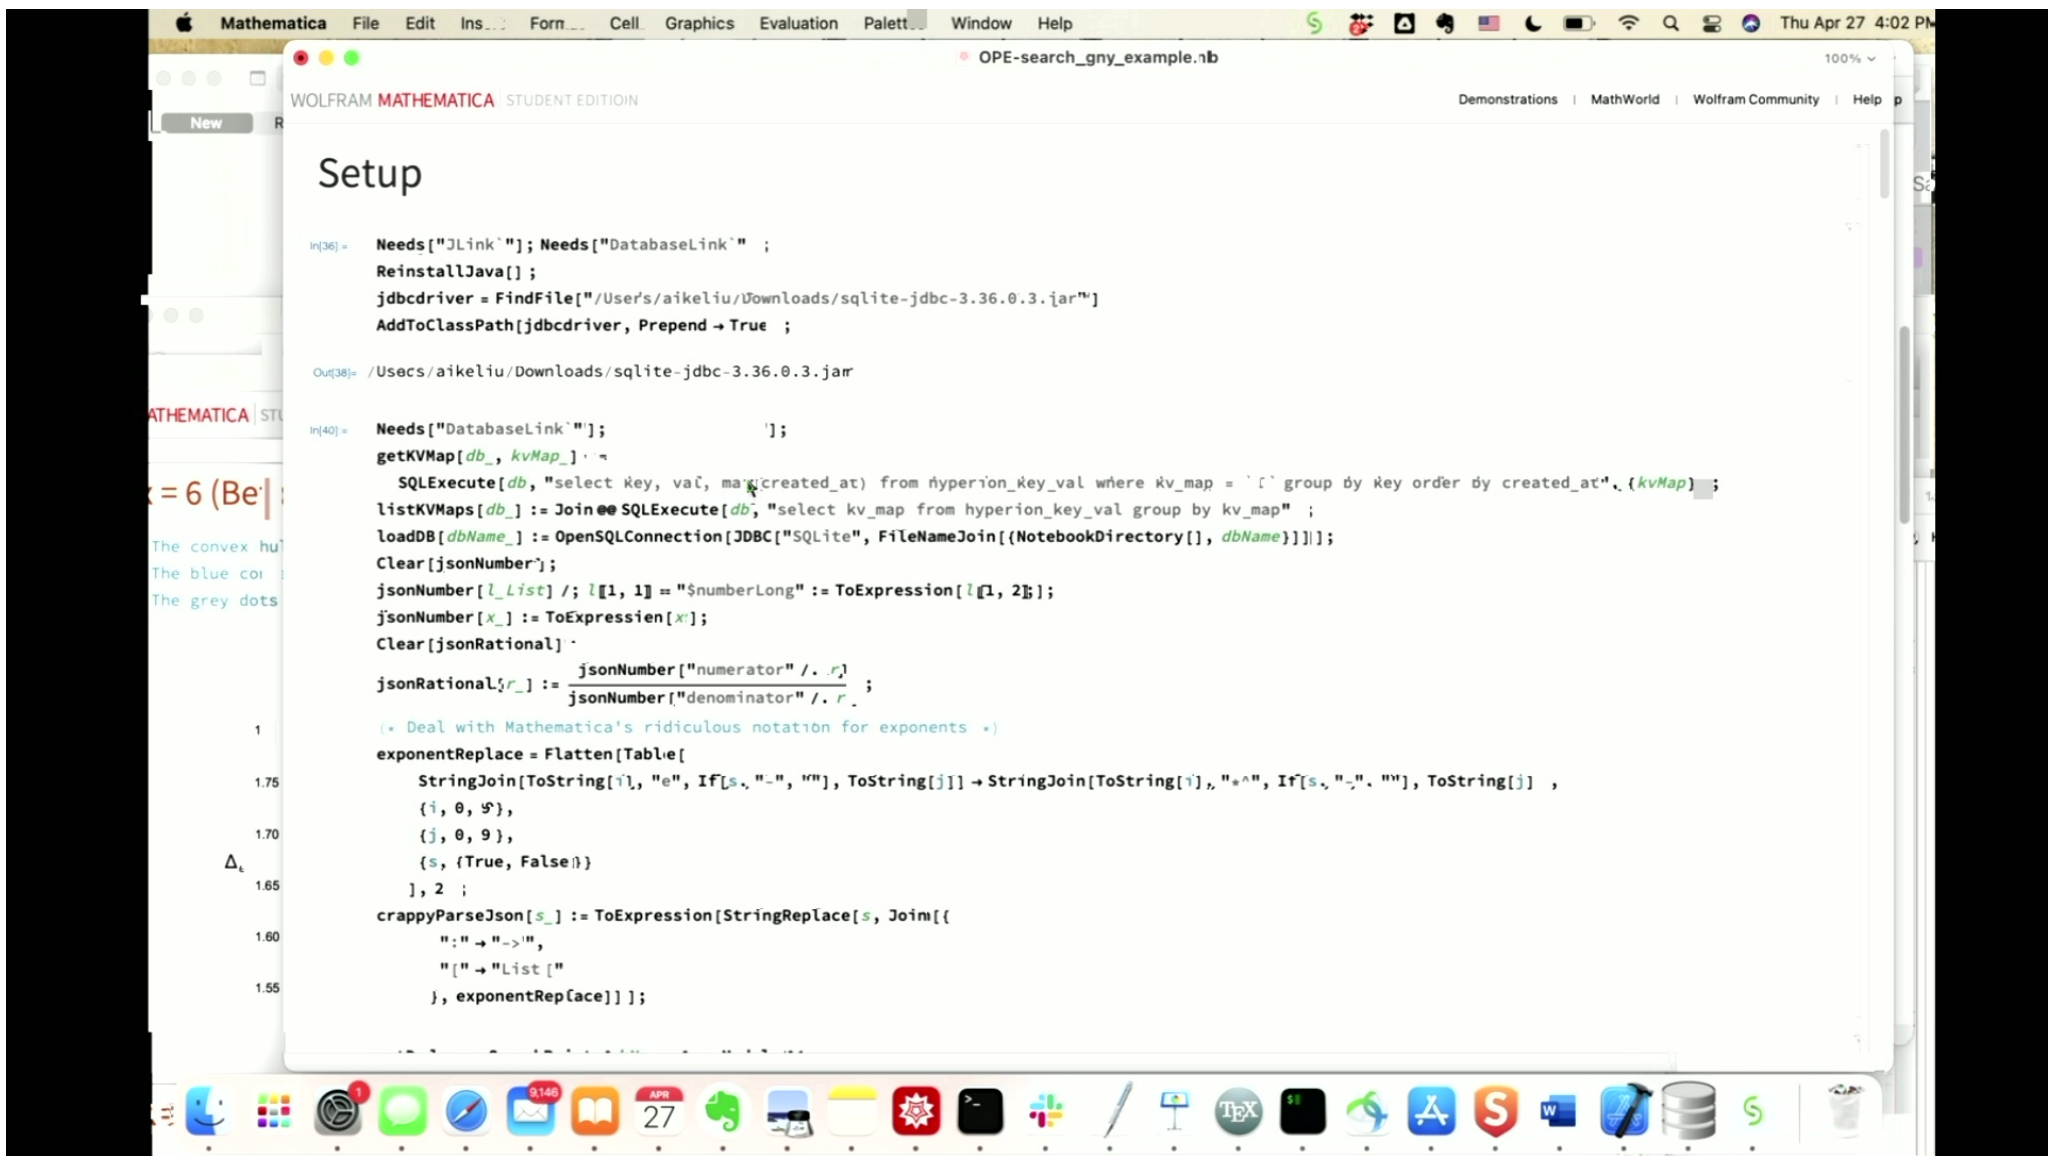 Mathematica File Edit Cell Graphics Evaluation Window Help Thu Apr 27 4:02 PM
OPE-search_gny_example.nb
100%
WOLFRAM MATHEMATICA STUDENT EDITION
Demonstrations | MathWorld | Wolfram Community | Help
New
Setup
In[36]:= Needs["JLink`"]; Needs["DatabaseLink`" ;
ReinstallJava[];
jdbcdriver = FindFile["/Users/aikeliu/Downloads/sqlite-jdbc-3.36.0.3.jar"]
AddToClassPath[jdbcdriver, Prepend → True ;
Out[38]= /Users/aikeliu/Downloads/sqlite-jdbc-3.36.0.3.jar
ATHEMATICA
In[40]:= Needs["DatabaseLink`"];
getKVMap[db_, kvMap_]
SQLExecute[db, "select key, val, created_at) from hyperion_key_val where kv_map = group by key order by created_at", {kvMap} ;
listKVMaps[db_] := Join@@SQLExecute[db, "select kv_map from hyperion_key_val group by kv_map" ;
loadDB[dbName_] := OpenSQLConnection[JDBC["SQLite", FileNameJoin[{NotebookDirectory[], dbName}]]];
Clear[jsonNumber];
jsonNumber[l_List] /; l[[1, 1]] == "$numberLong" := ToExpression[l[[1, 2]]];
jsonNumber[x_] := ToExpression[x];
Clear[jsonRational]
jsonRational[r_] := jsonNumber["numerator" /. r]
jsonNumber["denominator" /. r ;
(* Deal with Mathematica's ridiculous notation for exponents *)
exponentReplace = Flatten[Table[
StringJoin[ToString[i], "e", If[s, "-", ""], ToString[j]] → StringJoin[ToString[i], "*^", If[s, "-", ""], ToString[j] ,
{i, 0, 9},
{j, 0, 9},
{s, {True, False}}
], 2 ;
crappyParseJson[s_] := ToExpression[StringReplace[s, Join[{
":" → "->",
"[" → "List["
}, exponentReplace]]];
= 6 (Be
The convex hul
The blue co
The grey dots
1
1.75
1.70
Δ
1.65
1.60
1.55
1
9,146
APR
27
TEX
W